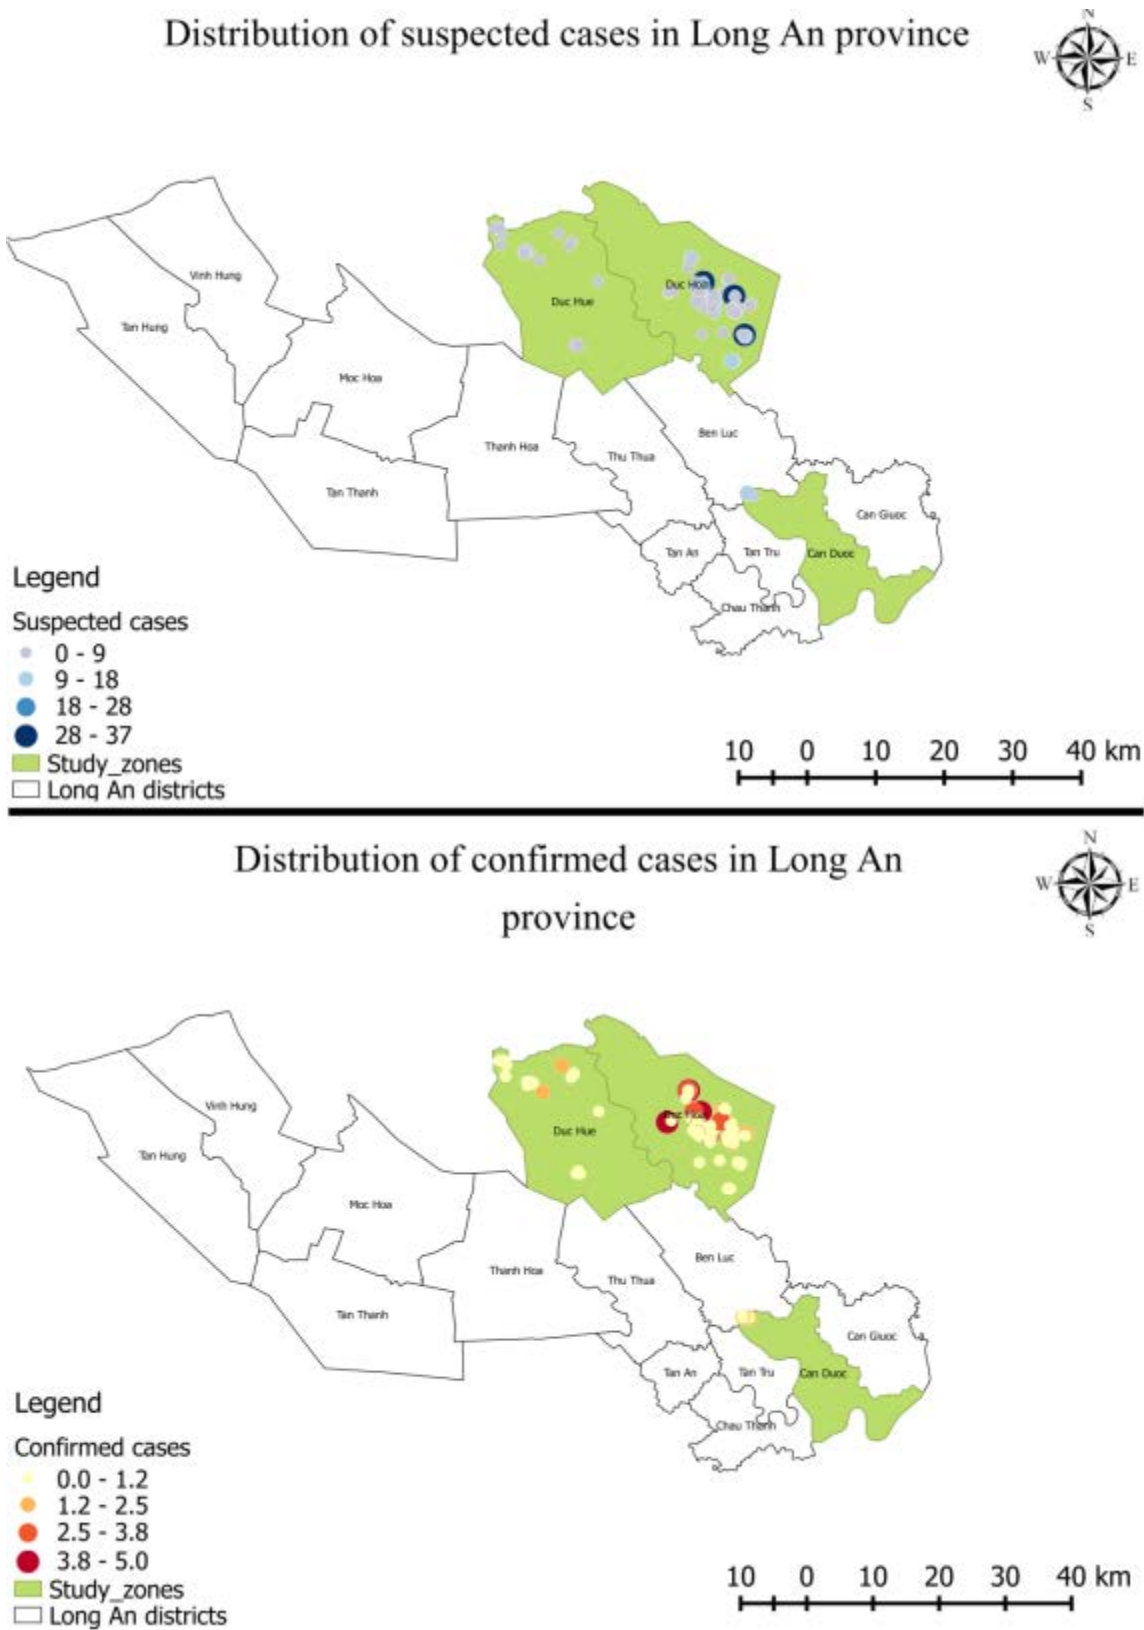 Distribution of suspected cases in Long An province
N
W E
S
Vinh Hung
Tan Hung
Duc Hue
Duc Hoa
Moc Hoa
Thanh Hoa
Thu Thua
Ben Luc
Tan Thanh
Can Giuoc
Tan An
Tan Tru
Can Duoc
Chau Thanh
Legend
Suspected cases
0 - 9
9 - 18
18 - 28
28 - 37
Study_zones
Long An districts
10 0 10 20 30 40 km
Distribution of confirmed cases in Long An
province
N
W E
S
Vinh Hung
Tan Hung
Duc Hue
Duc Hoa
Moc Hoa
Thanh Hoa
Thu Thua
Ben Luc
Tan Thanh
Can Giuoc
Tan An
Tan Tru
Can Duoc
Chau Thanh
Legend
Confirmed cases
0.0 - 1.2
1.2 - 2.5
2.5 - 3.8
3.8 - 5.0
Study_zones
Long An districts
10 0 10 20 30 40 km